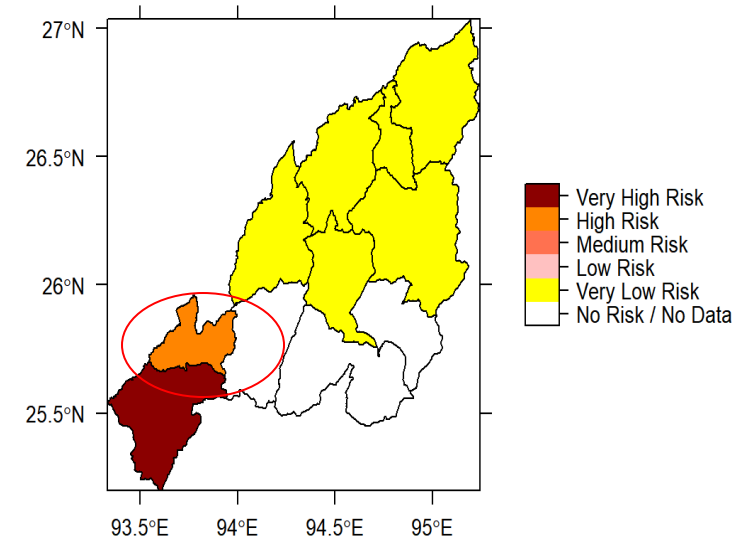 27°N
26.5°N
26°N
25.5°N
93.5°E 94°E 94.5°E 95°E
Very High Risk
High Risk
Medium Risk
Low Risk
Very Low Risk
No Risk / No Data